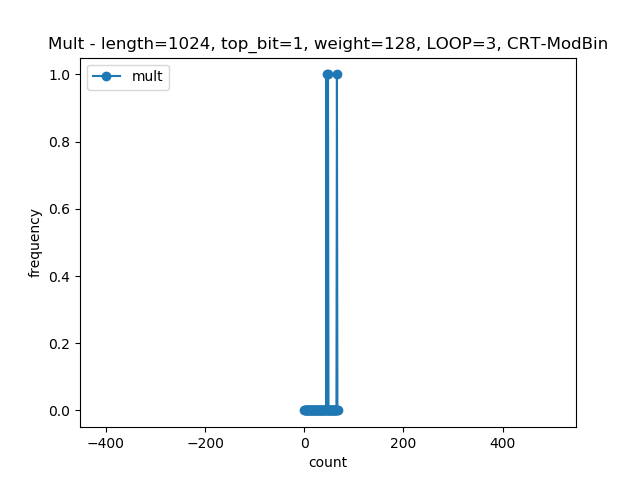 Mult - length=1024, top_bit=1, weight=128, LOOP=3, CRT-ModBin
mult
frequency
1.0
0.8
0.6
0.4
0.2
0.0
−400
−200
0
200
400
count